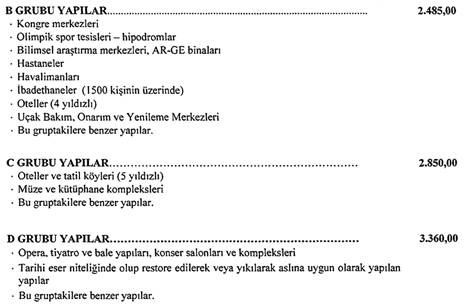 B GRUBU YAPILAR.......................................................................... 2.485,00
· Kongre merkezleri
· Olimpik spor tesisleri – hipodromlar
· Bilimsel araştırma merkezleri, AR-GE binaları
· Hastaneler
· Havalimanları
· İbadethaneler (1500 kişinin üzerinde)
· Oteller (4 yıldızlı)
· Uçak Bakım, Onarım ve Yenileme Merkezleri
· Bu gruptakilere benzer yapılar.
C GRUBU YAPILAR.......................................................................... 2.850,00
· Oteller ve tatil köyleri (5 yıldızlı)
· Müze ve kütüphane kompleksleri
· Bu gruptakilere benzer yapılar.
D GRUBU YAPILAR.......................................................................... 3.360,00
· Opera, tiyatro ve bale yapıları, konser salonları ve kompleksleri
· Tarihi eser niteliğinde olup restore edilerek veya yıkılarak aslına uygun olarak yapılan
yapılar
· Bu gruptakilere benzer yapılar.